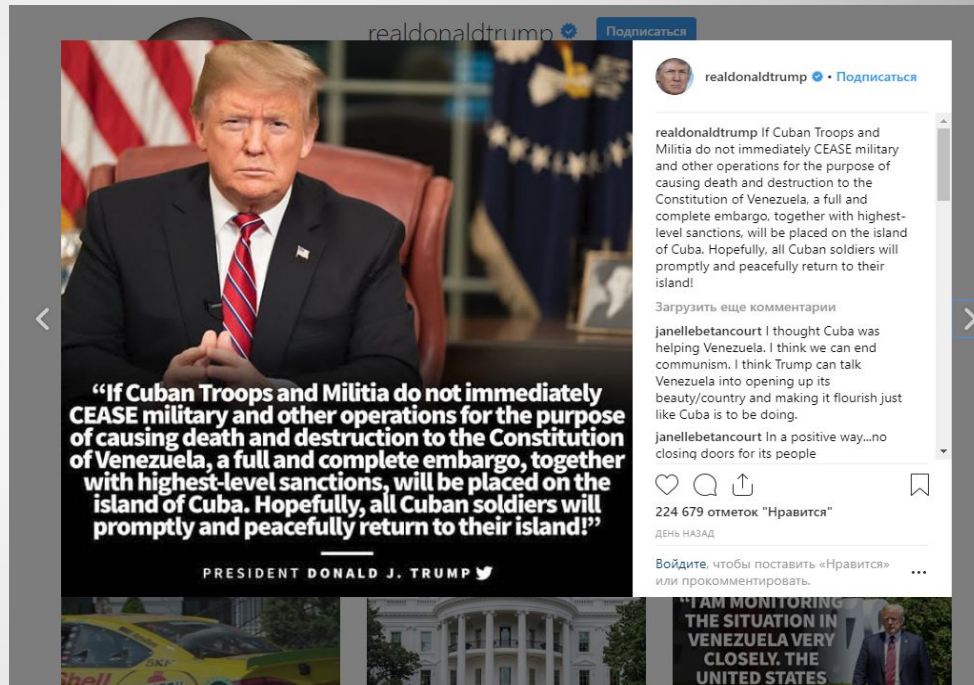 realdonaldtrump
Подписаться
realdonaldtrump • Подписаться
realdonaldtrump If Cuban Troops and
Militia do not immediately CEASE military
and other operations for the purpose of
causing death and destruction to the
Constitution of Venezuela, a full and
complete embargo, together with highest-
level sanctions, will be placed on the island
of Cuba. Hopefully, all Cuban soldiers will
promptly and peacefully return to their
island!
Загрузить еще комментарии
janellebetancourt I thought Cuba was
helping Venezuela. I think we can end
communism. I think Trump can talk
Venezuela into opening up its
beauty/country and making it flourish just
like Cuba is to be doing.
janellebetancourt In a positive way...no
closing doors for its people
224 679 отметок "Нравится"
ДЕНЬ НАЗАД
Войдите, чтобы поставить «Нравится»
или прокомментировать.
“If Cuban Troops and Militia do not immediately
CEASE military and other operations for the purpose
of causing death and destruction to the Constitution
of Venezuela, a full and complete embargo, together
with highest-level sanctions, will be placed on the
island of Cuba. Hopefully, all Cuban soldiers will
promptly and peacefully return to their island!”
PRESIDENT DONALD J. TRUMP
Shell
SKF
"I AM MONITORING
THE SITUATION IN
VENEZUELA VERY
CLOSELY. THE
UNITED STATES